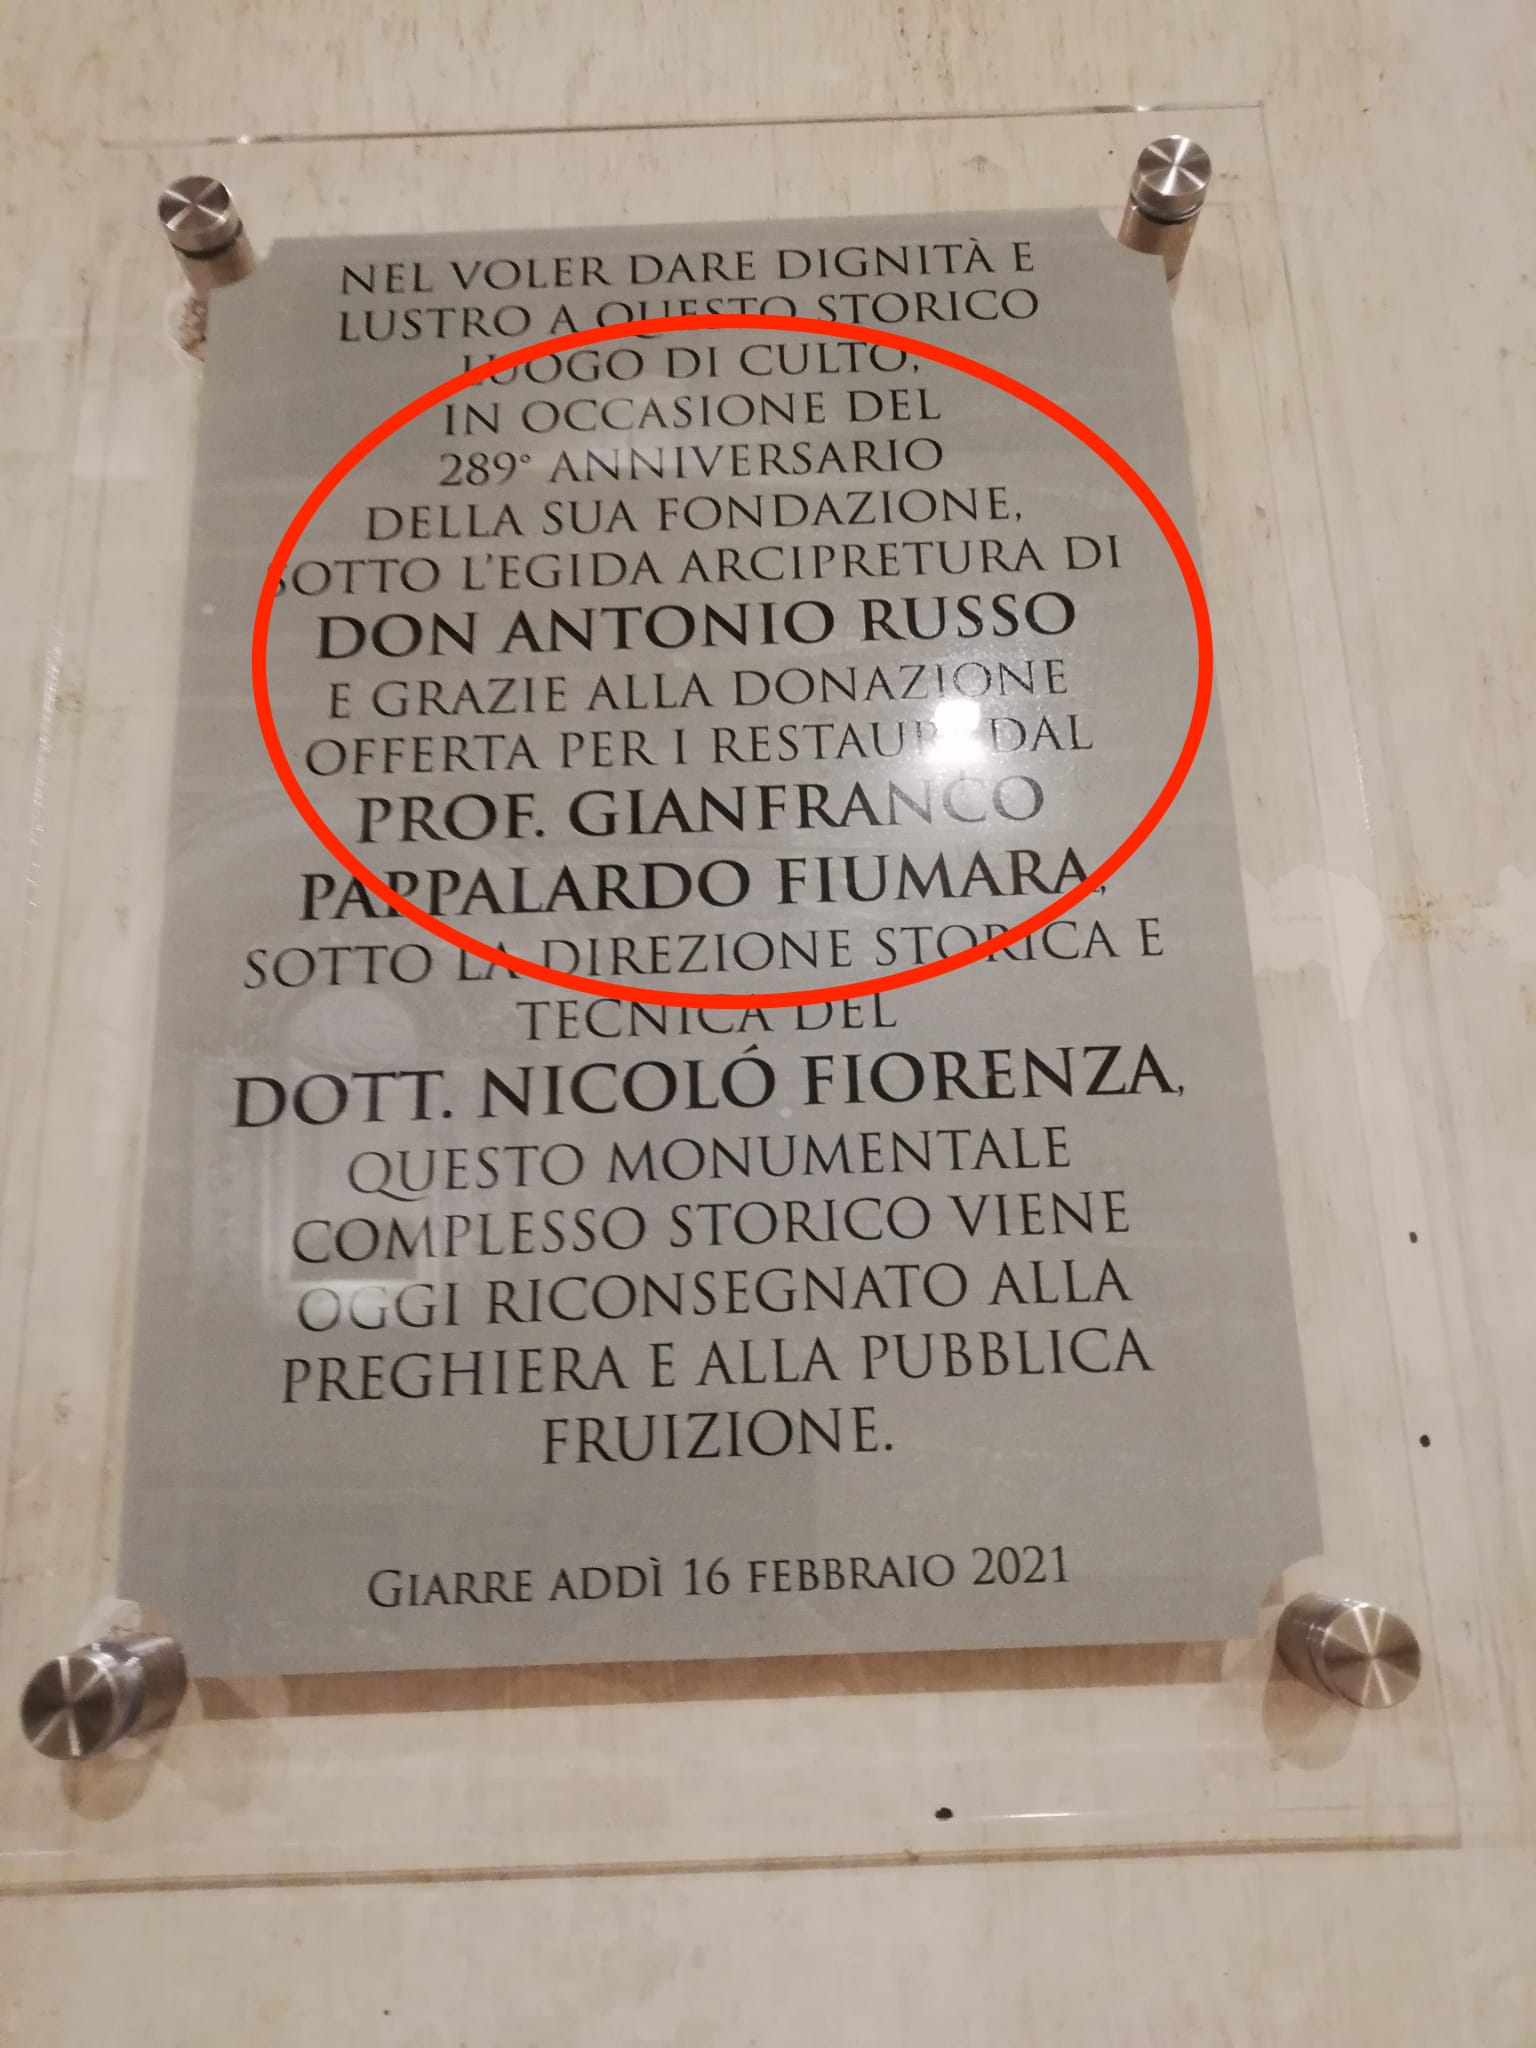 NEL VOLER DARE DIGNITÀ E
LUSTRO A QUESTO STORICO
LUOGO DI CULTO,
IN OCCASIONE DEL
289° ANNIVERSARIO
DELLA SUA FONDAZIONE,
SOTTO L'EGIDA ARCIPRETURA DI
DON ANTONIO RUSSO
E GRAZIE ALLA DONAZIONE
OFFERTA PER I RESTAURI DAL
PROF. GIANFRANCO
PAPPALARDO FIUMARA,
SOTTO LA DIREZIONE STORICA E
TECNICA DEL
DOTT. NICOLÓ FIORENZA,
QUESTO MONUMENTALE
COMPLESSO STORICO VIENE
OGGI RICONSEGNATO ALLA
PREGHIERA E ALLA PUBBLICA
FRUIZIONE.
GIARRE ADDÌ 16 FEBBRAIO 2021